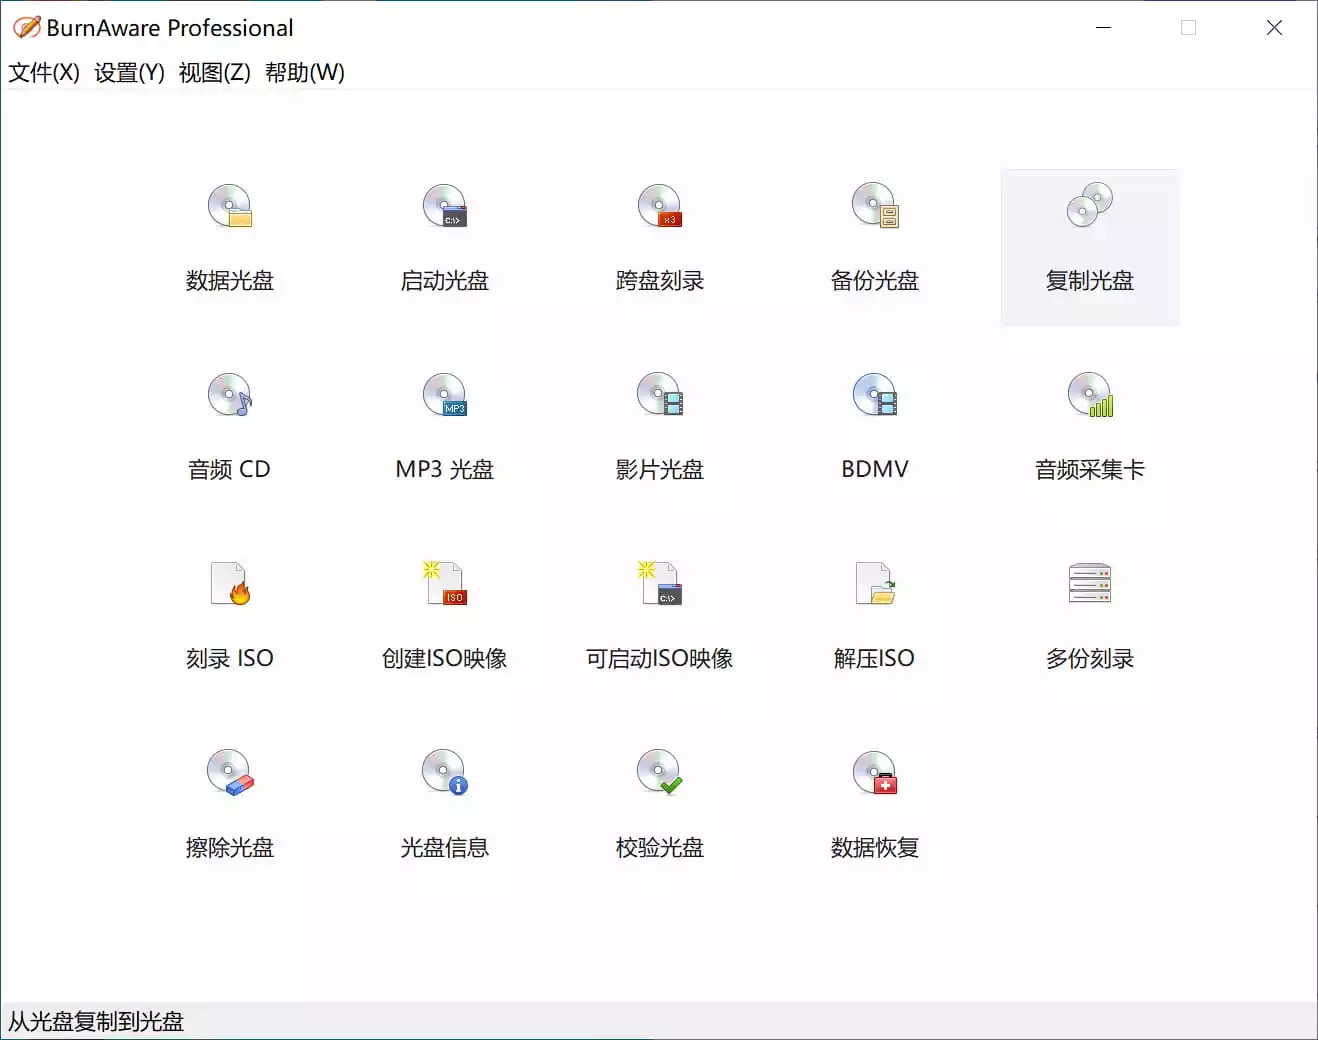 BurnAware Professional
文件(X) 设置(Y) 视图(Z) 帮助(W)
C:\> x3
数据光盘 启动光盘 跨盘刻录 备份光盘 复制光盘
MP3
音频 CD MP3 光盘 影片光盘 BDMV 音频采集卡
ISO C:\>
刻录 ISO 创建ISO映像 可启动ISO映像 解压ISO 多份刻录
i
擦除光盘 光盘信息 校验光盘 数据恢复
从光盘复制到光盘